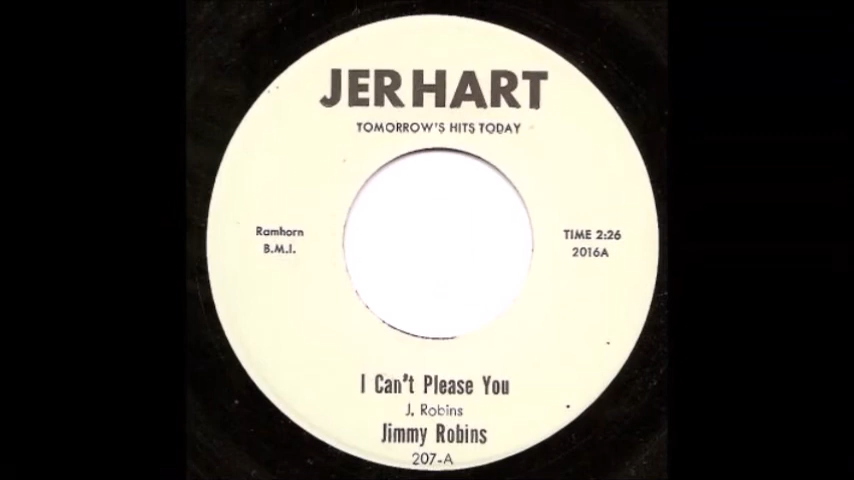 JERHART
TOMORROW'S HITS TODAY
Ramhorn
B.M.I.
TIME 2:26
2016A
I Can't Please You
J. Robins
Jimmy Robins
207-A